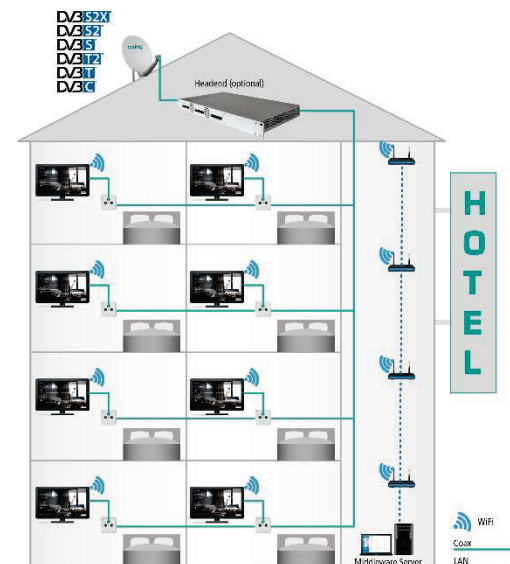 DVB S2X
DVB S2
DVB S
DVB T2
DVB T
DVB C
Headend (optional)
HOTEL
WiFi
Coax
LAN
Middleware Server